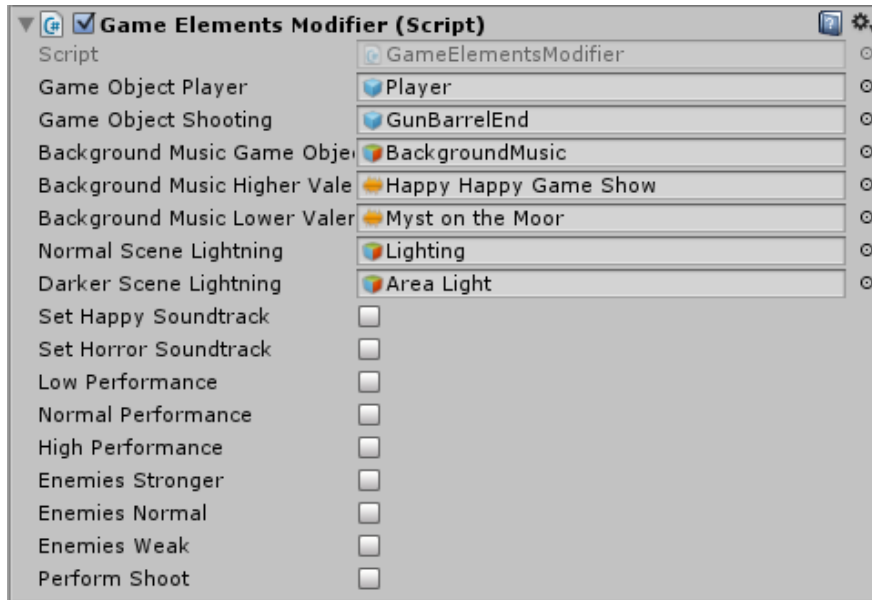 Game Elements Modifier (Script)
Script GameElementsModifier
Game Object Player Player
Game Object Shooting GunBarrelEnd
Background Music Game Obje BackgroundMusic
Background Music Higher Vale Happy Happy Game Show
Background Music Lower Valer Myst on the Moor
Normal Scene Lightning Lighting
Darker Scene Lightning Area Light
Set Happy Soundtrack
Set Horror Soundtrack
Low Performance
Normal Performance
High Performance
Enemies Stronger
Enemies Normal
Enemies Weak
Perform Shoot